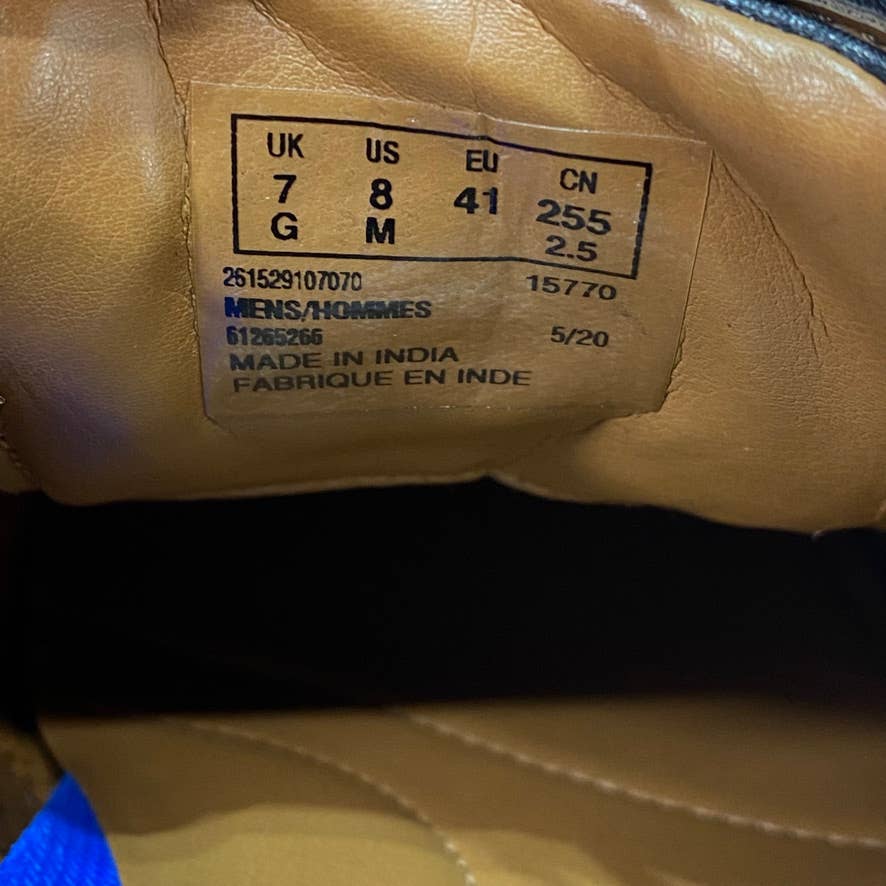 UK US EU CN
7 8 41 255
G M 2.5
261529107070 15770
MENS/HOMMES
61265266 5/20
MADE IN INDIA
FABRIQUE EN INDE